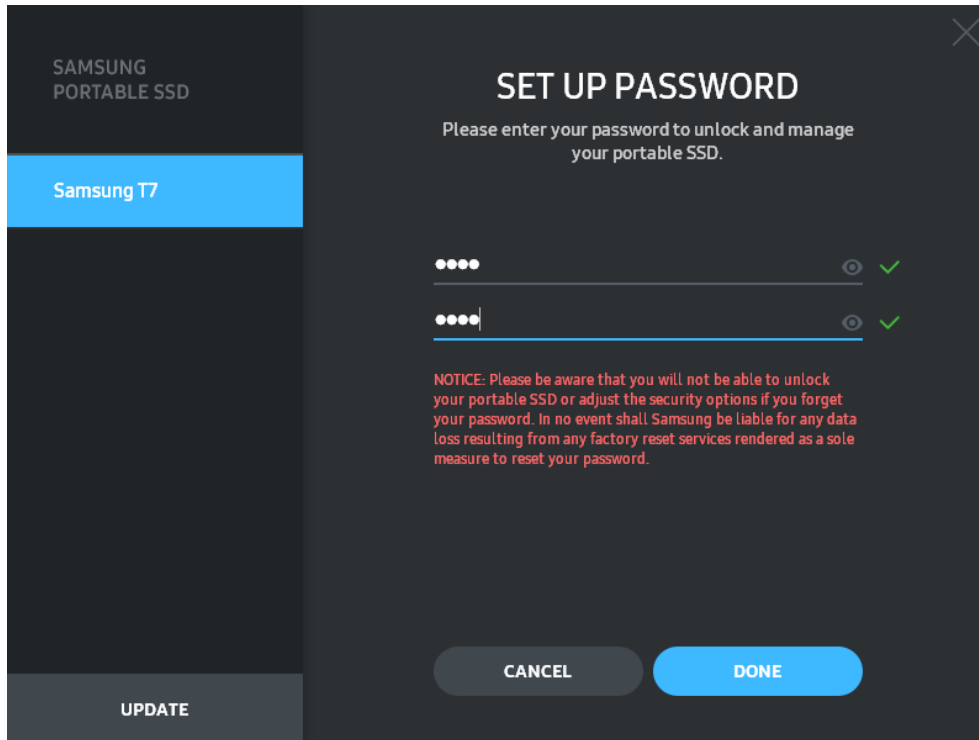 SAMSUNG
PORTABLE SSD
Samsung T7
UPDATE
SET UP PASSWORD
Please enter your password to unlock and manage
your portable SSD.
●●●●
●●●●
NOTICE: Please be aware that you will not be able to unlock
your portable SSD or adjust the security options if you forget
your password. In no event shall Samsung be liable for any data
loss resulting from any factory reset services rendered as a sole
measure to reset your password.
CANCEL
DONE